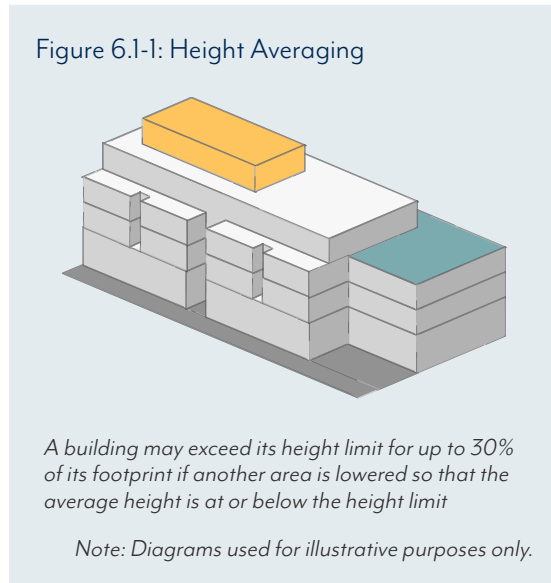 Figure 6.1-1: Height Averaging
A building may exceed its height limit for up to 30%
of its footprint if another area is lowered so that the
average height is at or below the height limit
Note: Diagrams used for illustrative purposes only.